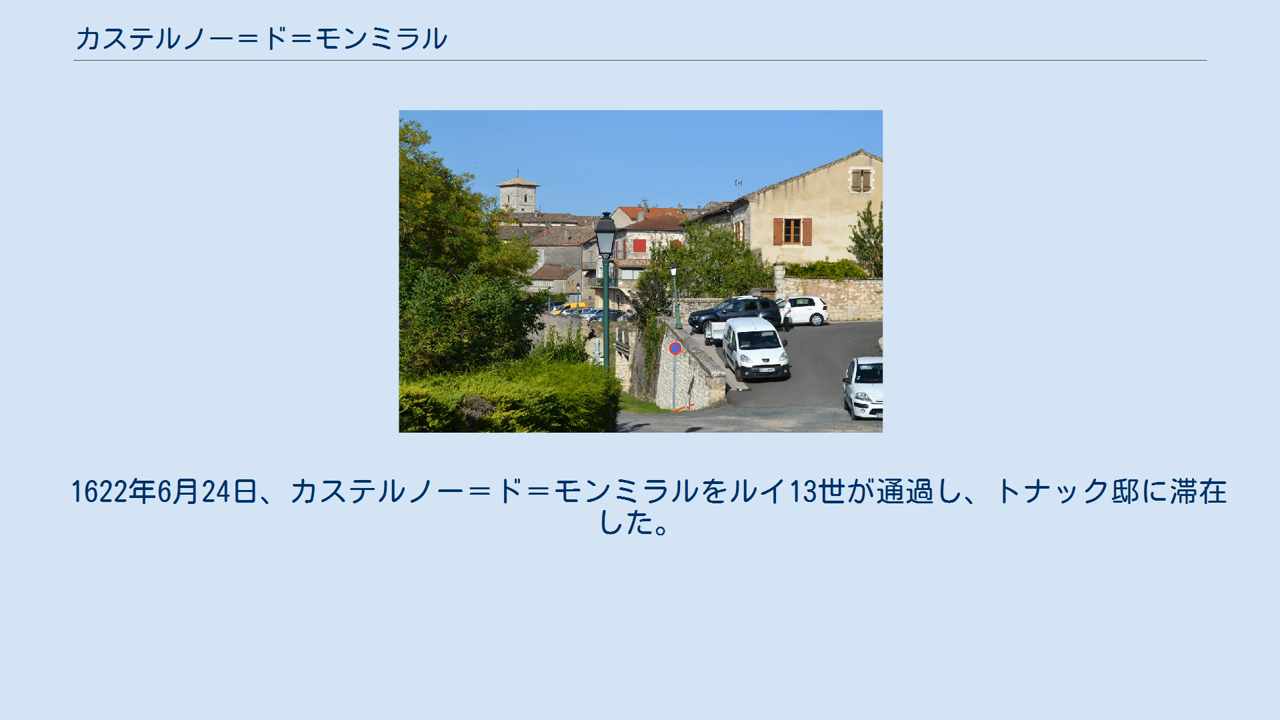 カステルノー＝ド＝モンミラル
1622年6月24日、カステルノー＝ド＝モンミラルをルイ13世が通過し、トナック邸に滞在
した。